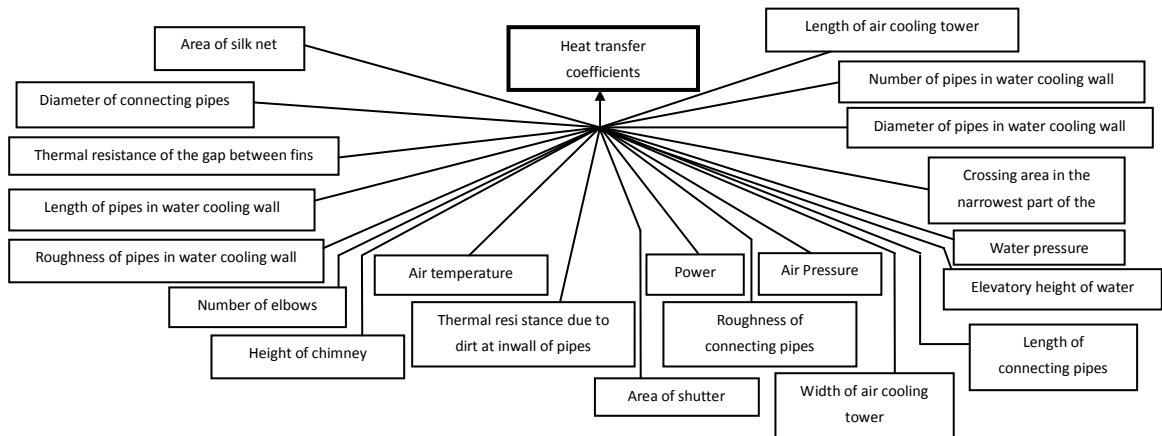 Area of silk net
Heat transfer
coefficients
Length of air cooling tower
Number of pipes in water cooling wall
Diameter of connecting pipes
Diameter of pipes in water cooling wall
Thermal resistance of the gap between fins
Crossing area in the
narrowest part of the
Length of pipes in water cooling wall
Roughness of pipes in water cooling wall
Water pressure
Air temperature
Power
Air Pressure
Elevatory height of water
Number of elbows
Thermal resi stance due to
dirt at inwall of pipes
Roughness of
connecting pipes
Height of chimney
Length of
connecting pipes
Area of shutter
Width of air cooling
tower